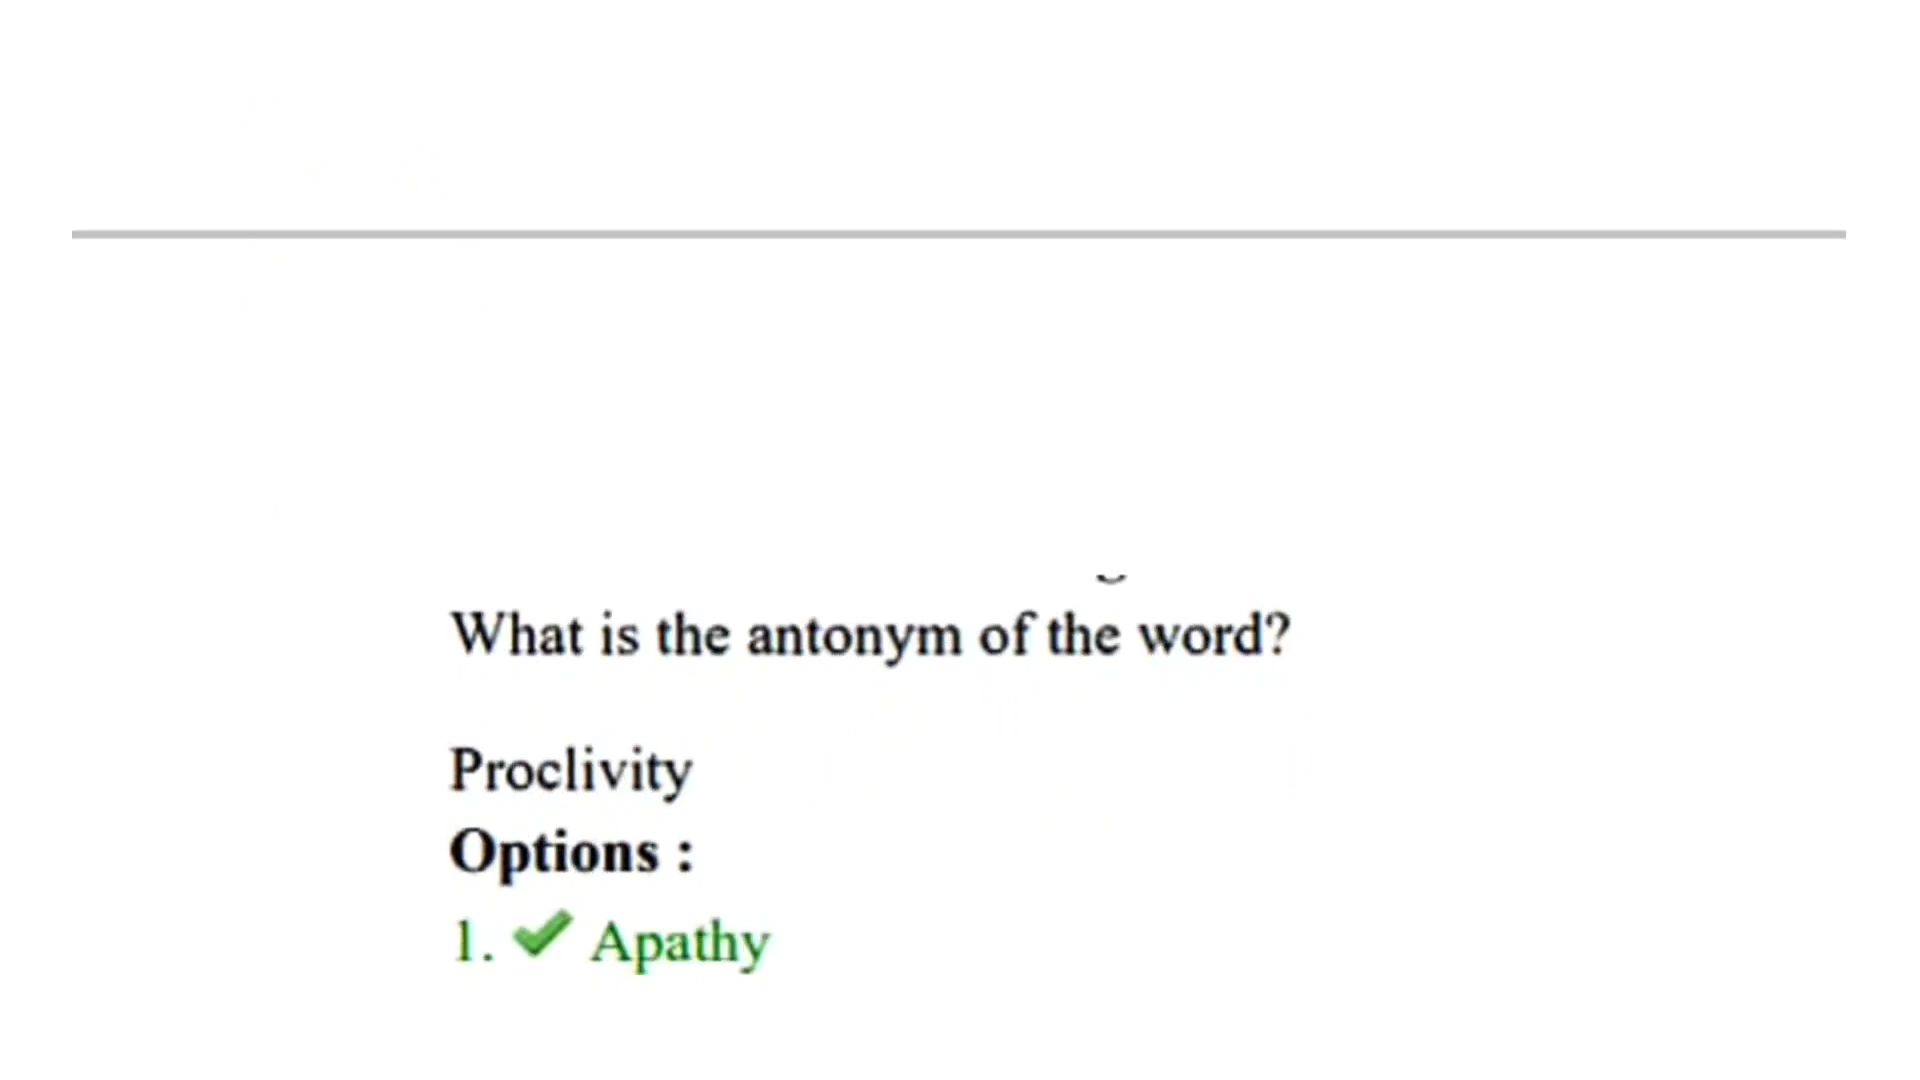 What is the antonym of the word?
Proclivity
Options :
1. Apathy